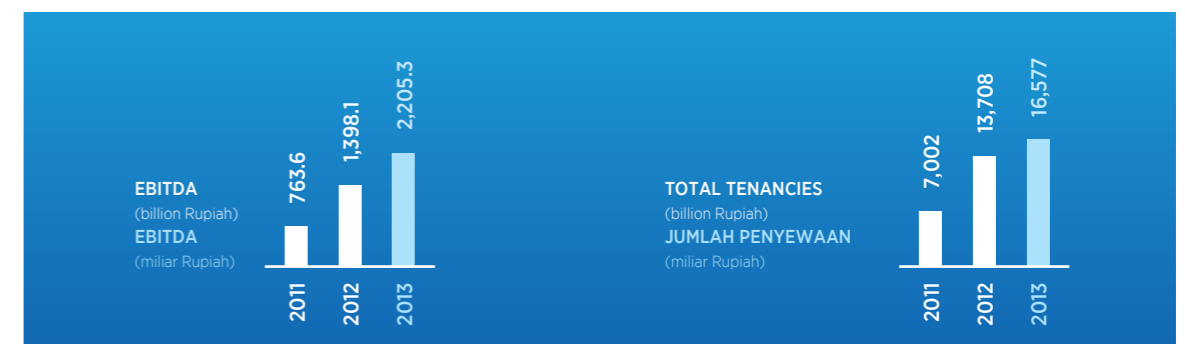 EBITDA
(billion Rupiah)
EBITDA
(miliar Rupiah)
763.6
1,398.1
2,205.3
2011
2012
2013
TOTAL TENANCIES
(billion Rupiah)
JUMLAH PENYEWAAN
(miliar Rupiah)
7,002
13,708
16,577
2011
2012
2013